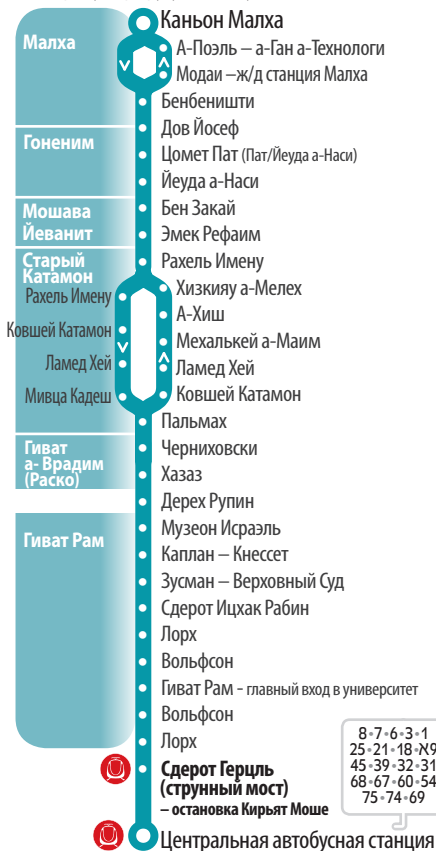 Каньон Малха
Малха
А-Поэль – а-Ган а-Технологи
Модаи –ж/д станция Малха
Бенбеништи
Дов Йосеф
Гоненим
Цомет Пат (Пат/Йеуда а-Наси)
Йеуда а-Наси
Мошава
Йеванит
Бен Закай
Эмек Рефаим
Старый
Катамон
Рахель Имену
Рахель Имену
Ковшей Катамон
Ламед Хей
Мивца Кадеш
Хизкияу а-Мелех
А-Хиш
Мехалькей а-Маим
Ламед Хей
Ковшей Катамон
Пальмах
Гиват
а- Врадим
(Раско)
Черниховски
Хазаз
Дерех Рупин
Гиват Рам
Музеон Исраэль
Каплан – Кнессет
Зусман – Верховный Суд
Сдерот Ицхак Рабин
Лорх
Вольфсон
Гиват Рам - главный вход в университет
Вольфсон
Лорх
Сдерот Герцль
(струнный мост)
– остановка Кирьят Моше
8•7•6•3•1
25•21•18•א9
45•39•32•31
68•67•60•54
75•74•69
Центральная автобусная станция